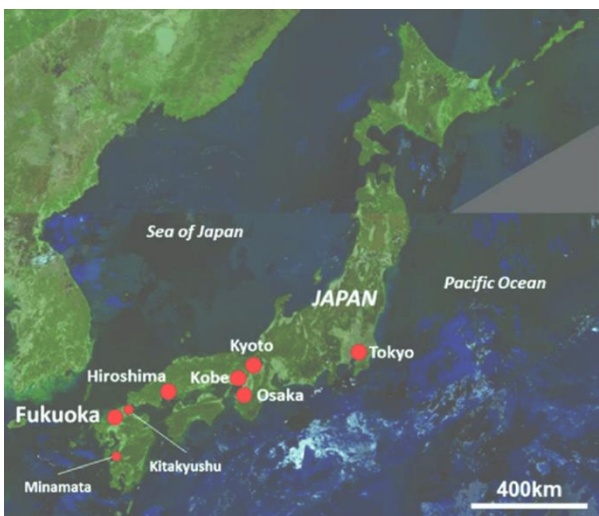 Sea of Japan
Pacific Ocean
JAPAN
Kyoto
Tokyo
Hiroshima
Kobe
Osaka
Fukuoka
Kitakyushu
Minamata
400km